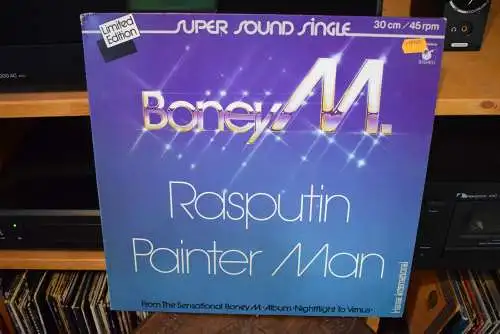 Limited
Edition
SUPER SOUND SINGLE
30 cm/45 rpm
Boney M.
Rasputin
Painter Man
From The Sensational Boney M.-Album ›Nightflight To Venus‹